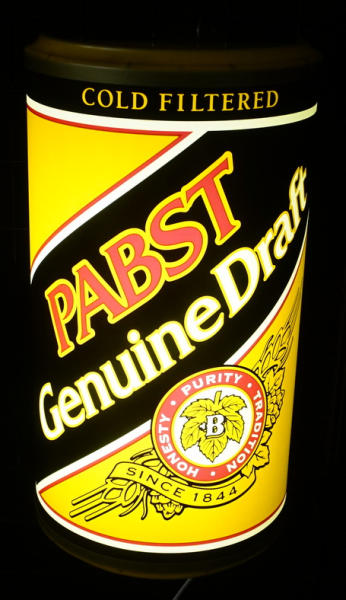 COLD FILTERED
PABST
Genuine Draft
HONESTY · PURITY · TRADITION ·
B
SINCE 1844